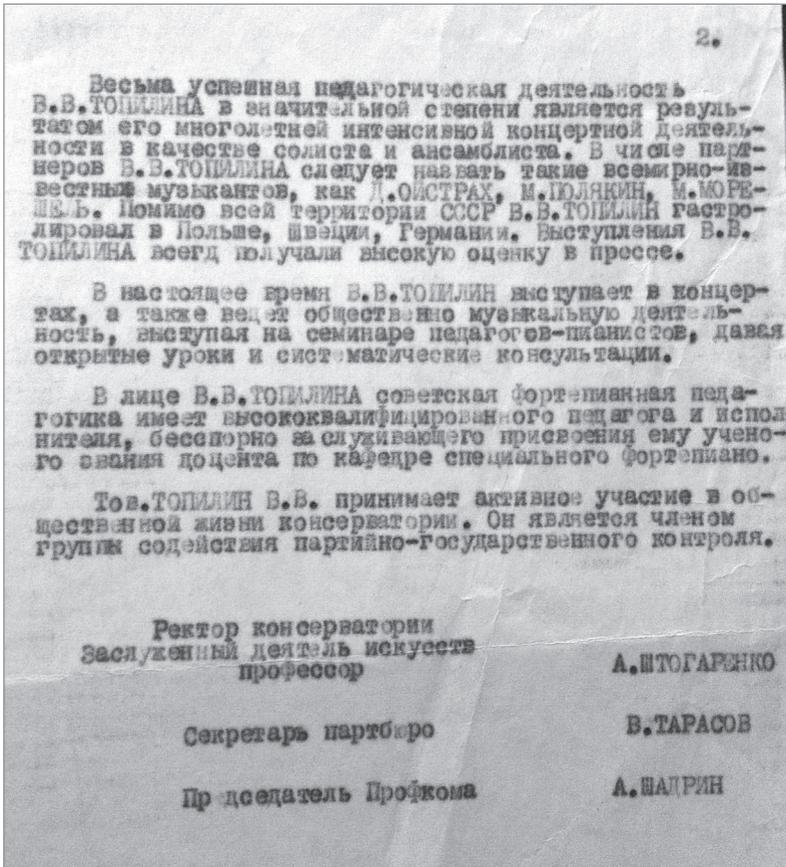 2.
Весьма успешная педагогическая деятельность
В.В.ТОПИЛИНА в значительной степени является резуль-
татом его многолетней интенсивной концертной деятель-
ности в качестве солиста и ансамблиста. В числе парт-
неров В.В.ТОПИЛИНА следует назвать такие всемирно-из-
вестных музыкантов, как Д.ОЙСТРАХ, М.ПОЛЯКИН, М.МОРЕ-
ШЕЛЬ. Помимо всей территории СССР В.В.ТОПИЛИН гастро-
лировал в Польше, Швеции, Германии. Выступления В.В.
ТОПИЛИНА всегд получали высокую оценку в прессе.
В настоящее время В.В.ТОПИЛИН выступает в концер-
тах, а также ведет общественно музыкальную деятель-
ность, выступая на семинаре педагогов-пианистов, давая
открытые уроки и систематические консультации.
В лице В.В.ТОПИЛИНА советская фортепианная педа-
гогика имеет высококвалифицированного педагога и испол
нителя, бесспорно заслуживающего присвоения ему учено-
го звания доцента по кафедре специального фортепиано.
Тов.ТОПИЛИН В.В. принимает активное участие в об-
щественной жизни консерватории. Он является членом
группы содействия партийно-государственного контроля.
Ректор консерватории
Заслуженный деятель искусств
профессор А.ШТОГАРЕНКО
Секретарь партбюро В.ТАРАСОВ
Пр дседатель Профкома А.ШАДРИН